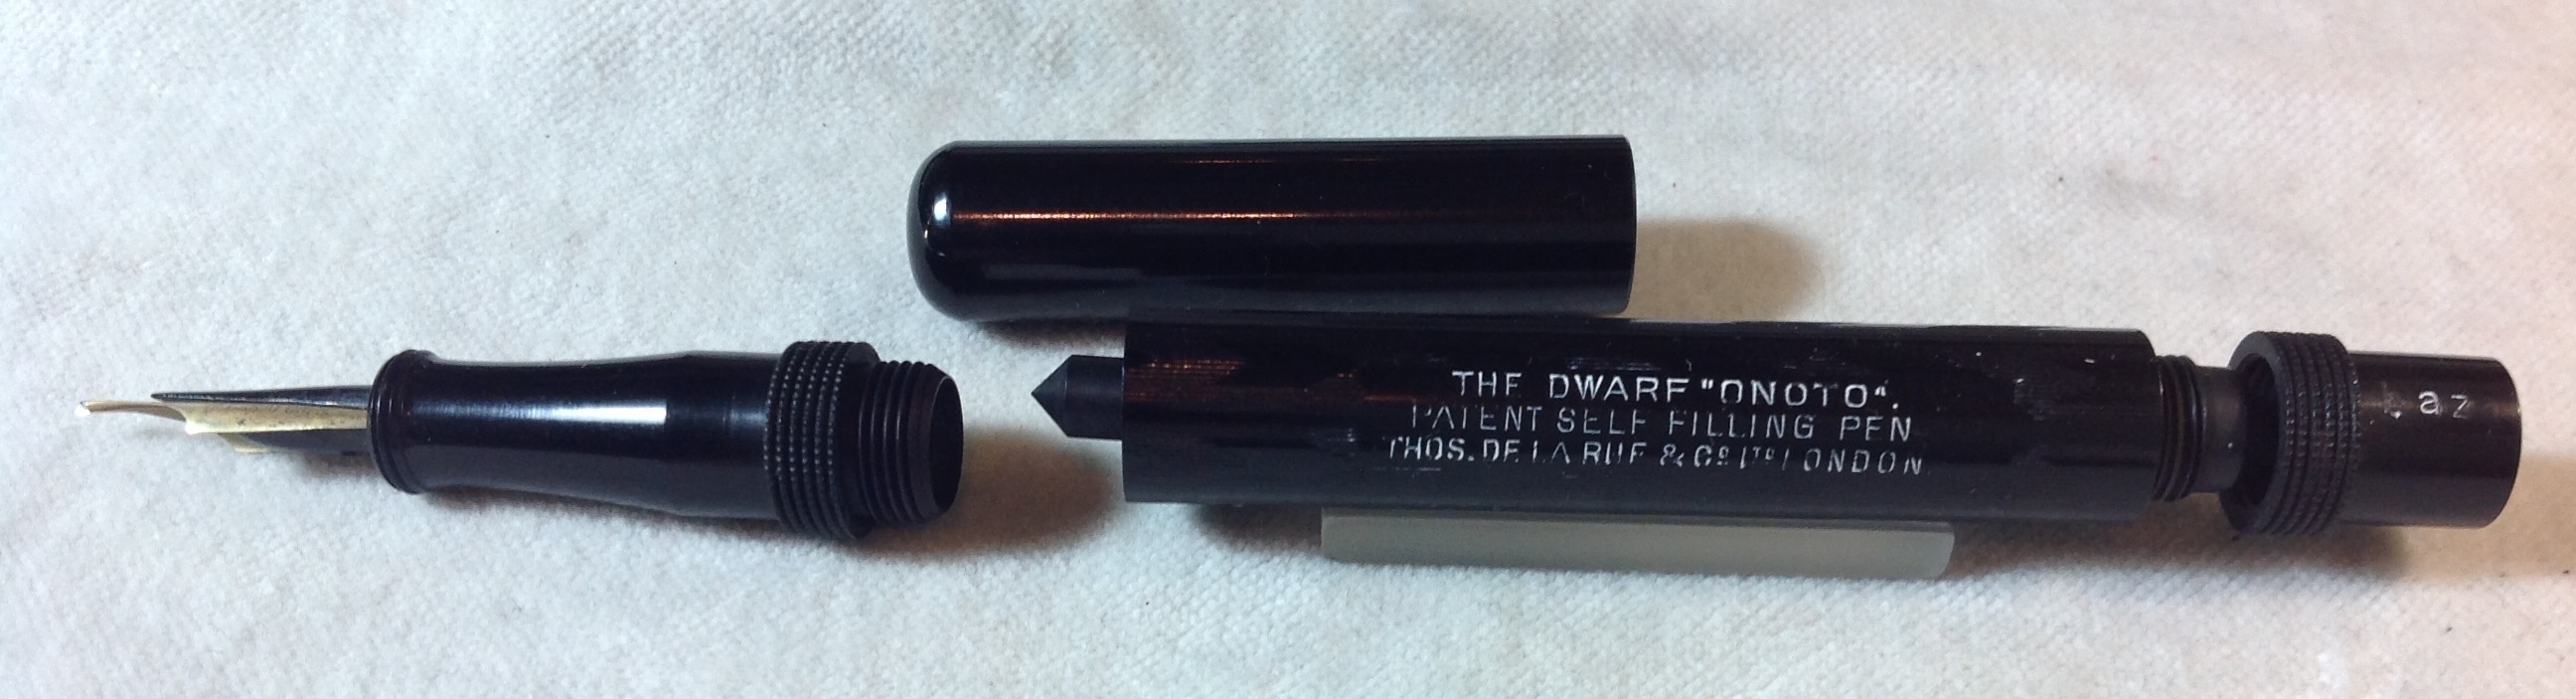 THE DWARF "ONOTO".
PATENT SELF FILLING PEN
THOS. DE LA RUE & Co LTD LONDON
az